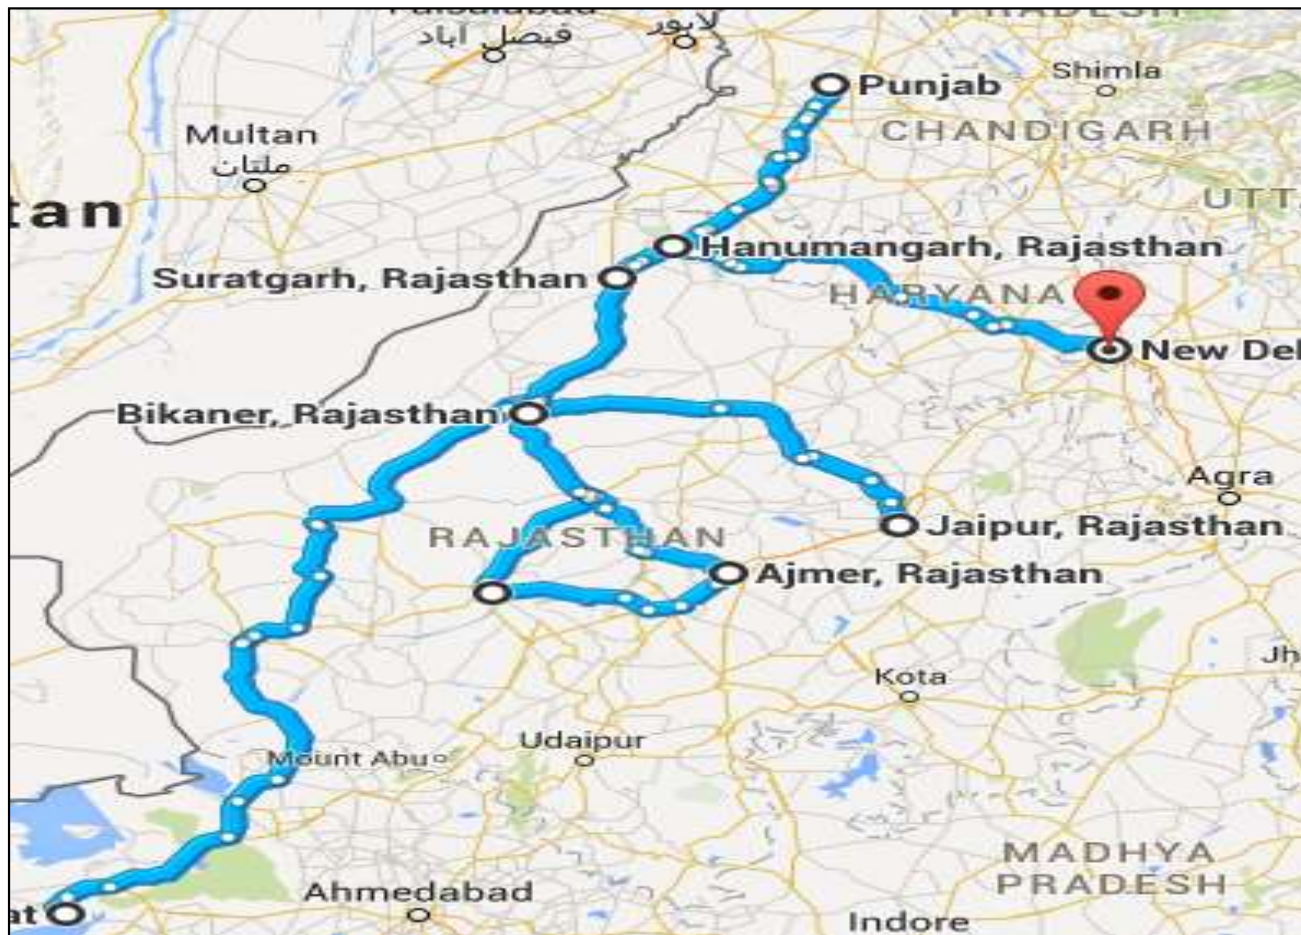 لاہور
فیصل آباد
Punjab
Shimla
CHANDIGARH
Multan
ملتان
UTT
tan
Hanumangarh, Rajasthan
Suratgarh, Rajasthan
HARYANA
New Del
Bikaner, Rajasthan
Agra
Jaipur, Rajasthan
RAJASTHAN
Ajmer, Rajasthan
Jh
Kota
Udaipur
Mount Abu
MADHYA
PRADESH
Ahmedabad
at
Indore